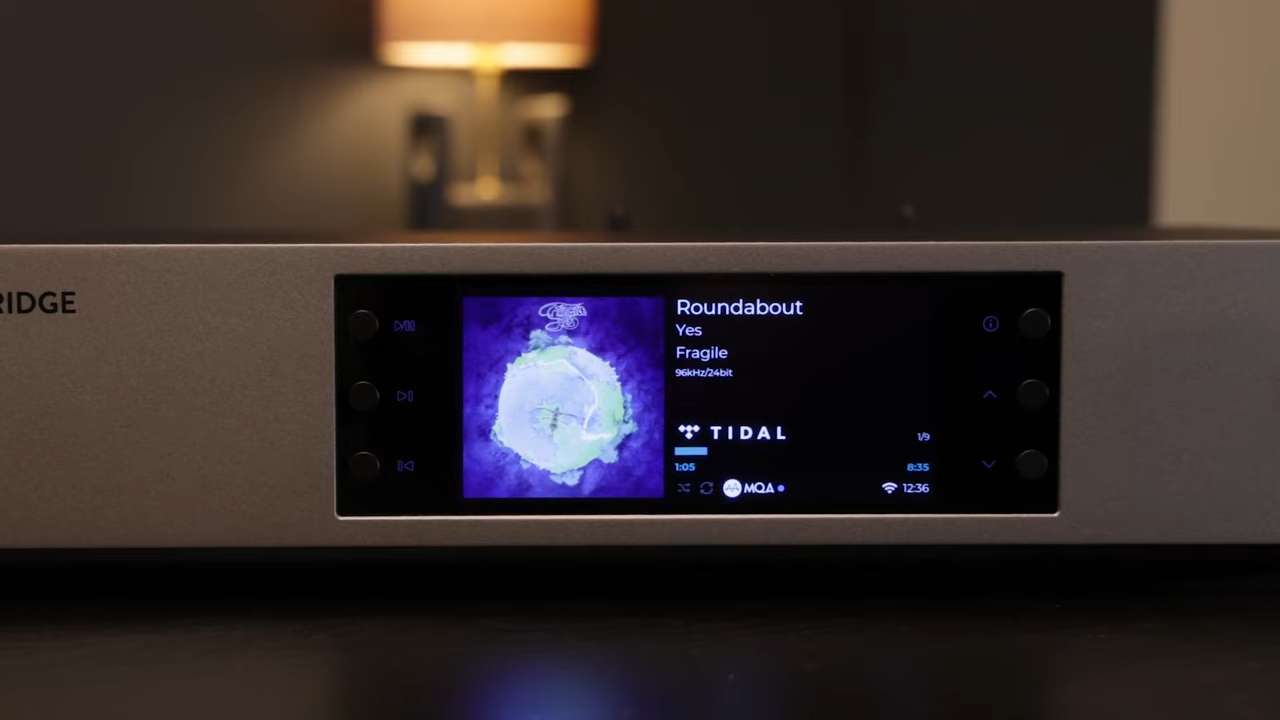 RIDGE
Roundabout
Yes
Fragile
96kHz/24bit
TIDAL
1/9
1:05 8:35
MQA 12:36